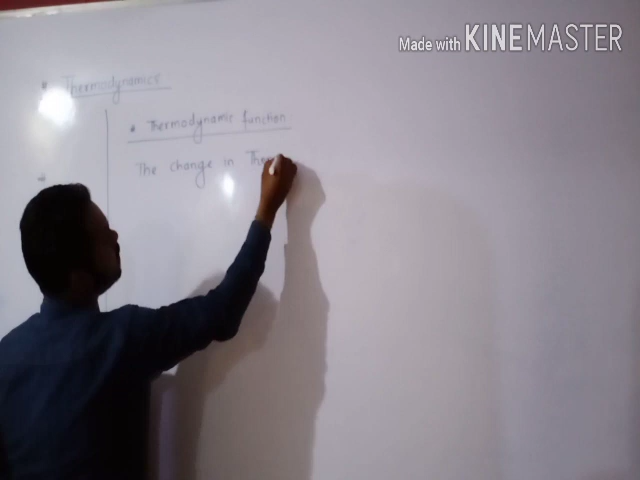 Made with KINEMASTER
* Thermodynamics
* Thermodynamic function
The change in